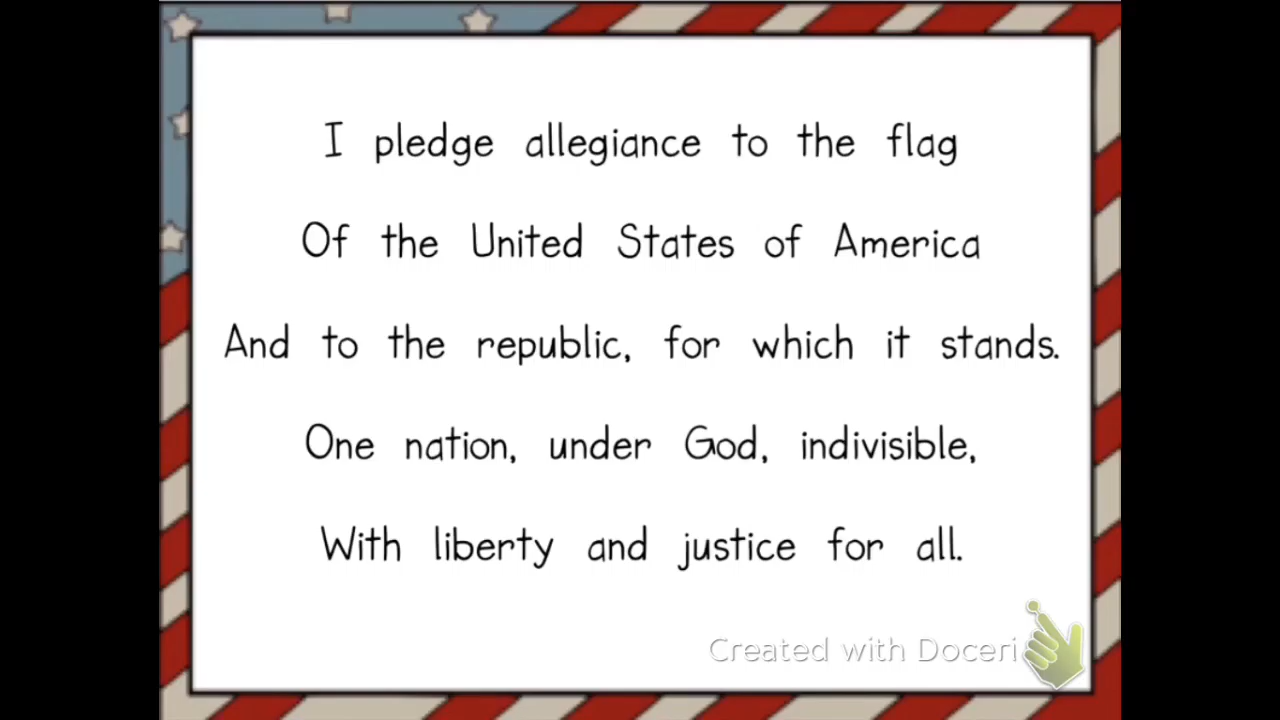 I pledge allegiance to the flag
Of the United States of America
And to the republic, for which it stands.
One nation, under God, indivisible,
With liberty and justice for all.
Created with Doceri